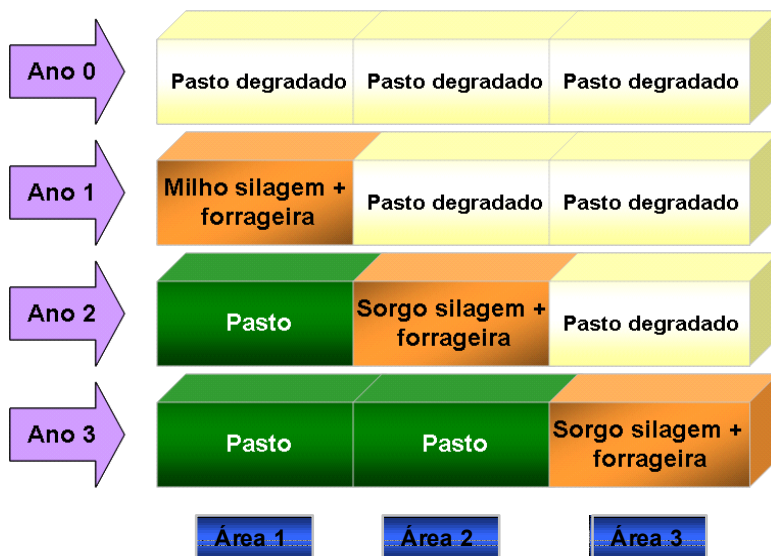 Ano 0
Pasto degradado
Pasto degradado
Pasto degradado
Ano 1
Milho silagem +
forrageira
Pasto degradado
Pasto degradado
Ano 2
Pasto
Sorgo silagem +
forrageira
Pasto degradado
Ano 3
Pasto
Pasto
Sorgo silagem +
forrageira
Área 1
Área 2
Área 3